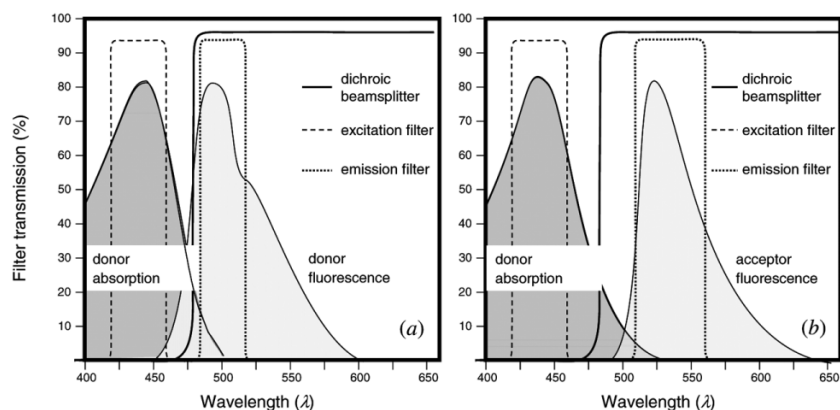 Filter transmission (%)
100
90
80
70
60
50
40
30
20
10
dichroic
beamsplitter
excitation filter
emission filter
donor
absorption
donor
fluorescence
(a)
400
450
500
550
600
650
Wavelength (λ)
100
90
80
70
60
50
40
30
20
10
dichroic
beamsplitter
excitation filter
emission filter
donor
absorption
acceptor
fluorescence
(b)
400
450
500
550
600
650
Wavelength (λ)